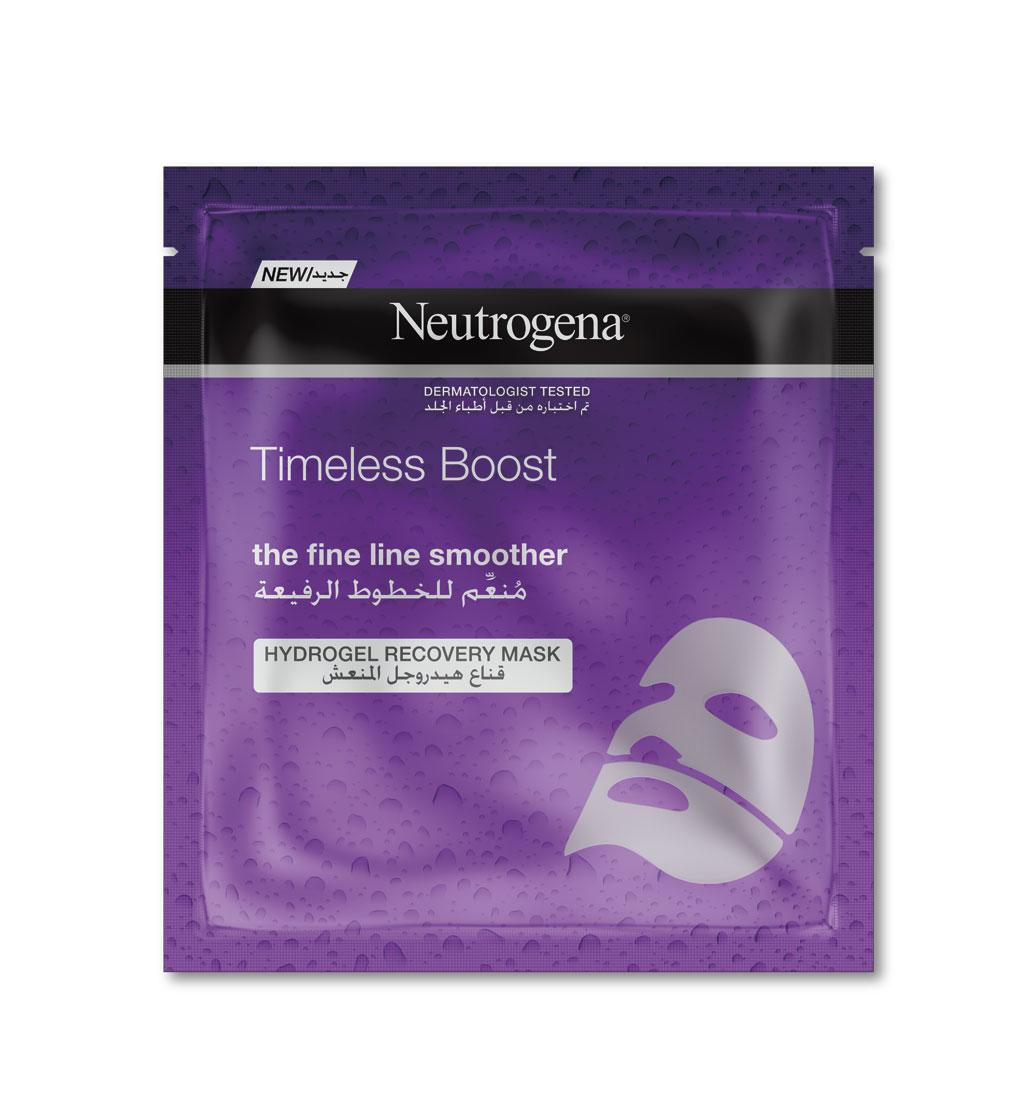 NEW/جديد
Neutrogena®
DERMATOLOGIST TESTED
تم اختباره من قبل أطباء الجلد
Timeless Boost
the fine line smoother
مُنعِّم للخطوط الرفيعة
HYDROGEL RECOVERY MASK
قناع هيدروجل المنعش